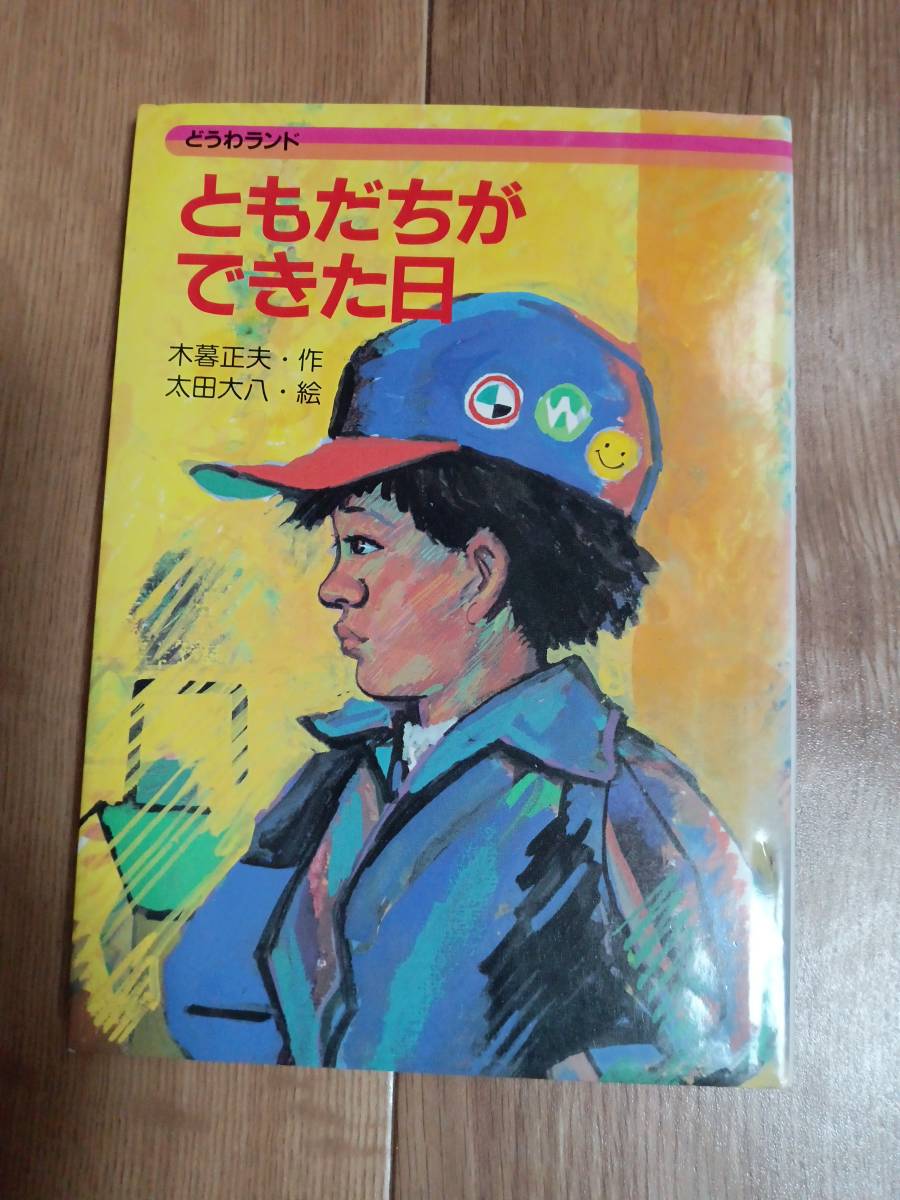 どうわランド
ともだちが
できた日
木暮正夫・作
太田大八・絵
W